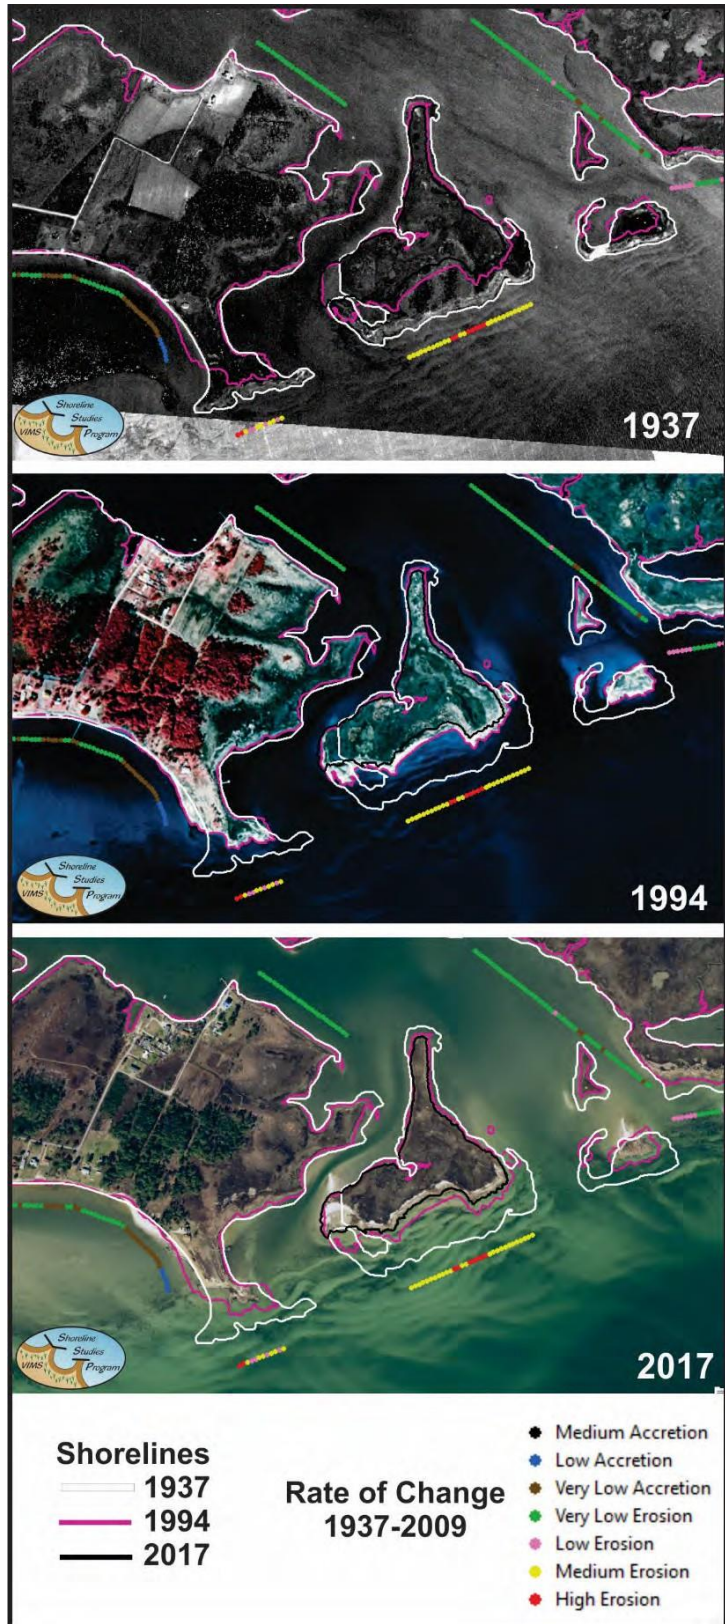 Shoreline
Studies
Program
VIMS
1937
Shoreline
Studies
Program
VIMS
1994
Shoreline
Studies
Program
VIMS
2017
Shorelines
1937
1994
2017
Rate of Change
1937-2009
Medium Accretion
Low Accretion
Very Low Accretion
Very Low Erosion
Low Erosion
Medium Erosion
High Erosion